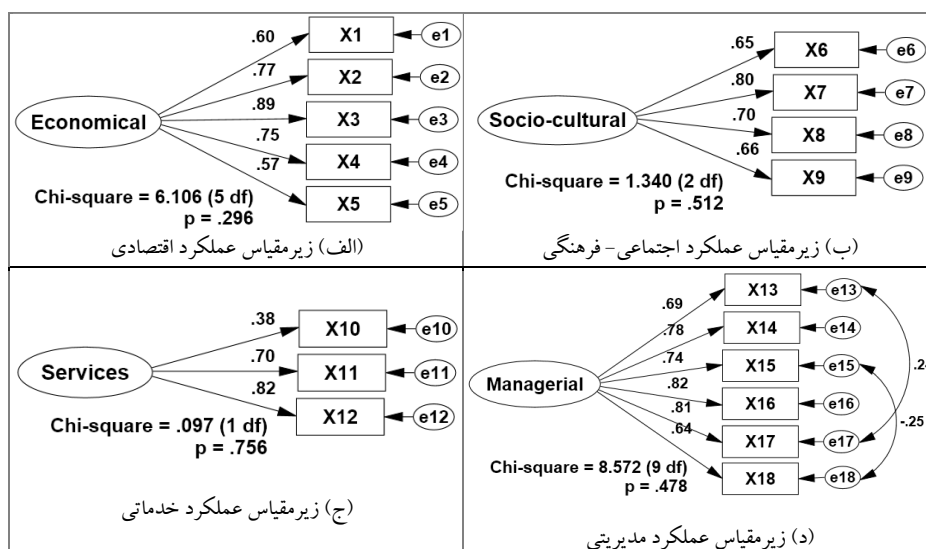 .60
.77
.89
.75
.57
Economical
X1
X2
X3
X4
X5
e1
e2
e3
e4
e5
Chi-square = 6.106 (5 df)
p = .296
الف) زیرمقیاس عملکرد اقتصادی)
.65
.80
.70
.66
Socio-cultural
X6
X7
X8
X9
e6
e7
e8
e9
Chi-square = 1.340 (2 df)
p = .512
ب) زیرمقیاس عملکرد اجتماعی- فرهنگی)
.38
.70
.82
Services
X10
X11
X12
e10
e11
e12
Chi-square = .097 (1 df)
p = .756
ج) زیرمقیاس عملکرد خدماتی)
.69
.78
.74
.82
.81
.64
Managerial
X13
X14
X15
X16
X17
X18
e13
e14
e15
e16
e17
e18
-.25
Chi-square = 8.572 (9 df)
p = .478
د) زیرمقیاس عملکرد مدیریتی)